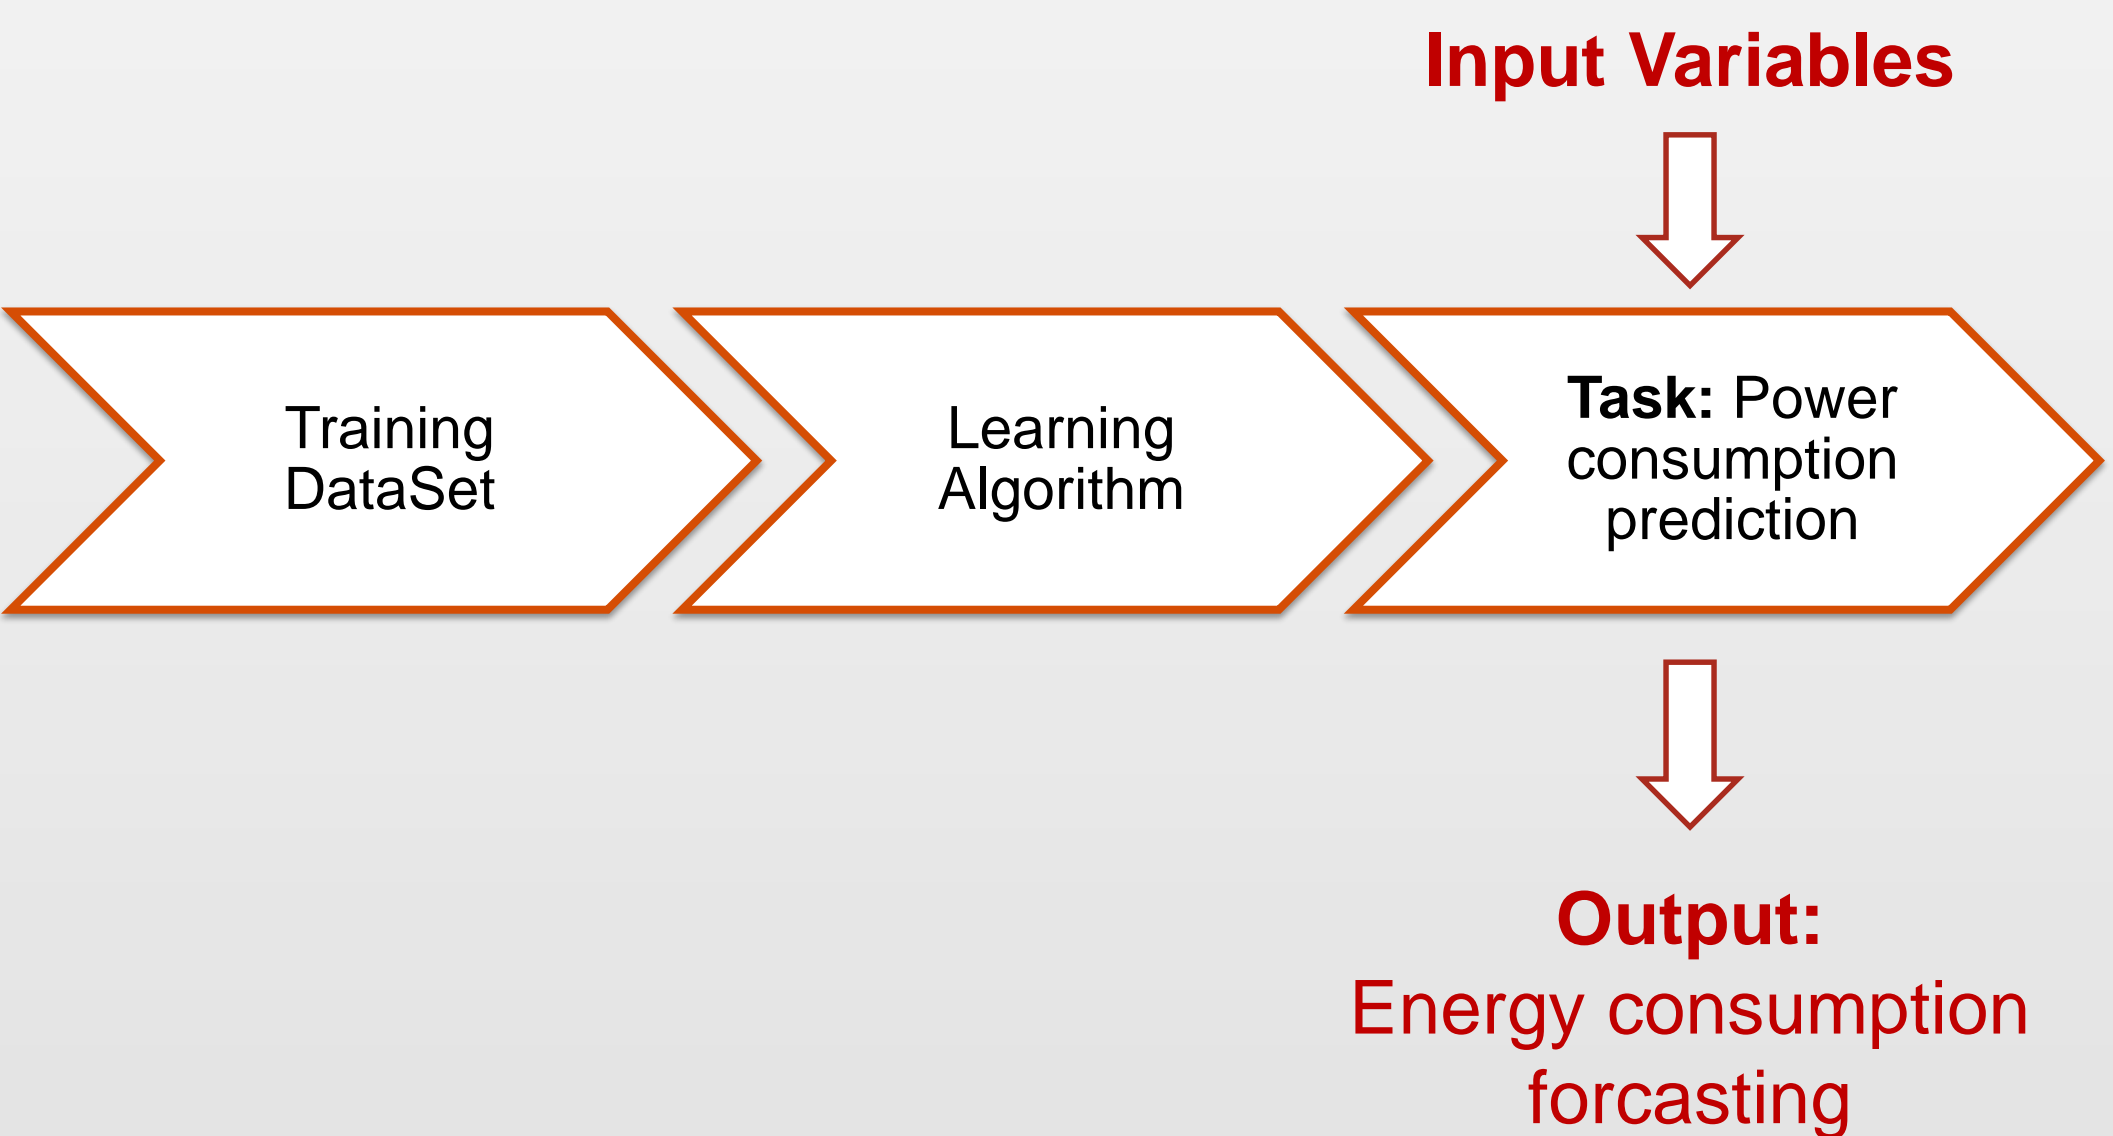 Input Variables
Training
DataSet
Learning
Algorithm
Task: Power
consumption
prediction
Output:
Energy consumption
forcasting